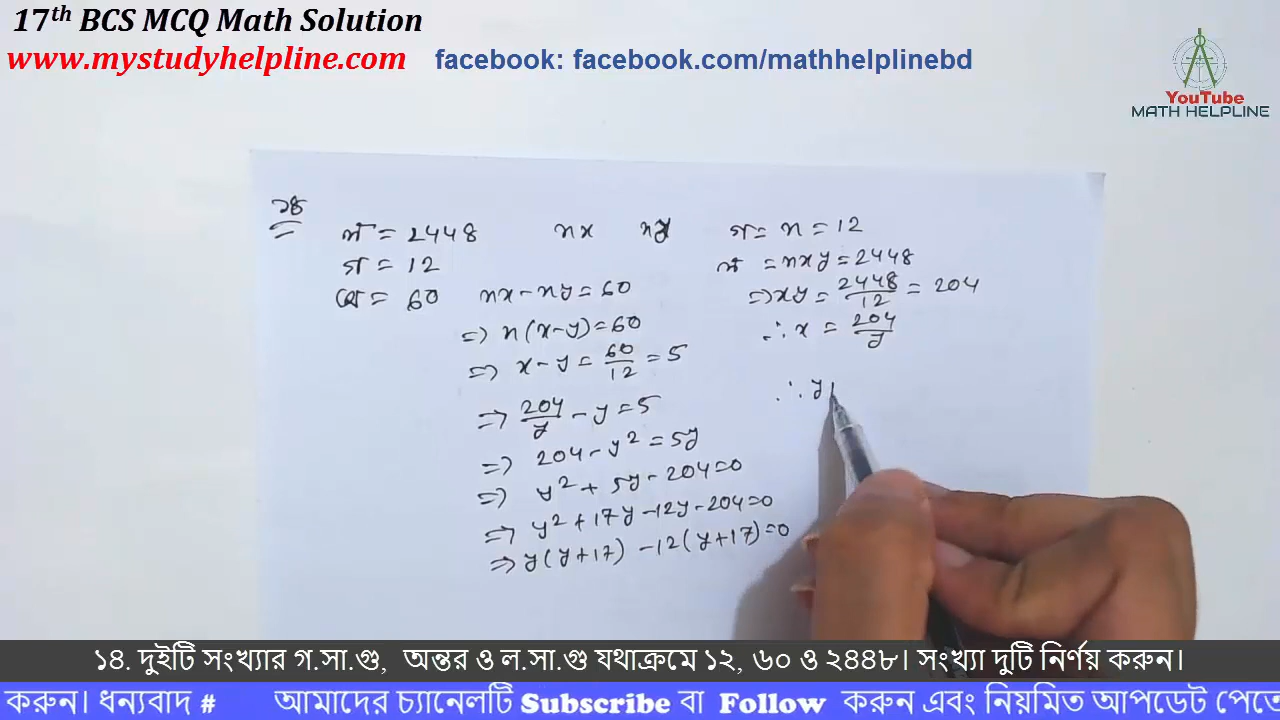 17th BCS MCQ Math Solution
www.mystudyhelpline.com facebook: facebook.com/mathhelplinebd
YouTube
MATH HELPLINE
১৪
ল = 2448
গ = 12
অ = 60
nx ny
nx - ny = 60
=> n(x-y) = 60
=> x - y = 60/12 = 5
=> 204/y - y = 5
=> 204 - y² = 5y
=> y² + 5y - 204 = 0
=> y² + 17y - 12y - 204 = 0
=> y(y+17) - 12(y+17) = 0
গ = n = 12
ল = nxy = 2448
=> xy = 2448/12 = 204
∴ x = 204/y
∴ y
১৪. দুইটি সংখ্যার গ.সা.গু, অন্তর ও ল.সা.গু যথাক্রমে ১২, ৬০ ও ২৪৪৮। সংখ্যা দুটি নির্ণয় করুন।
করুন। ধন্যবাদ # আমাদের চ্যানেলটি Subscribe বা Follow করুন এবং নিয়মিত আপডেট পেতে